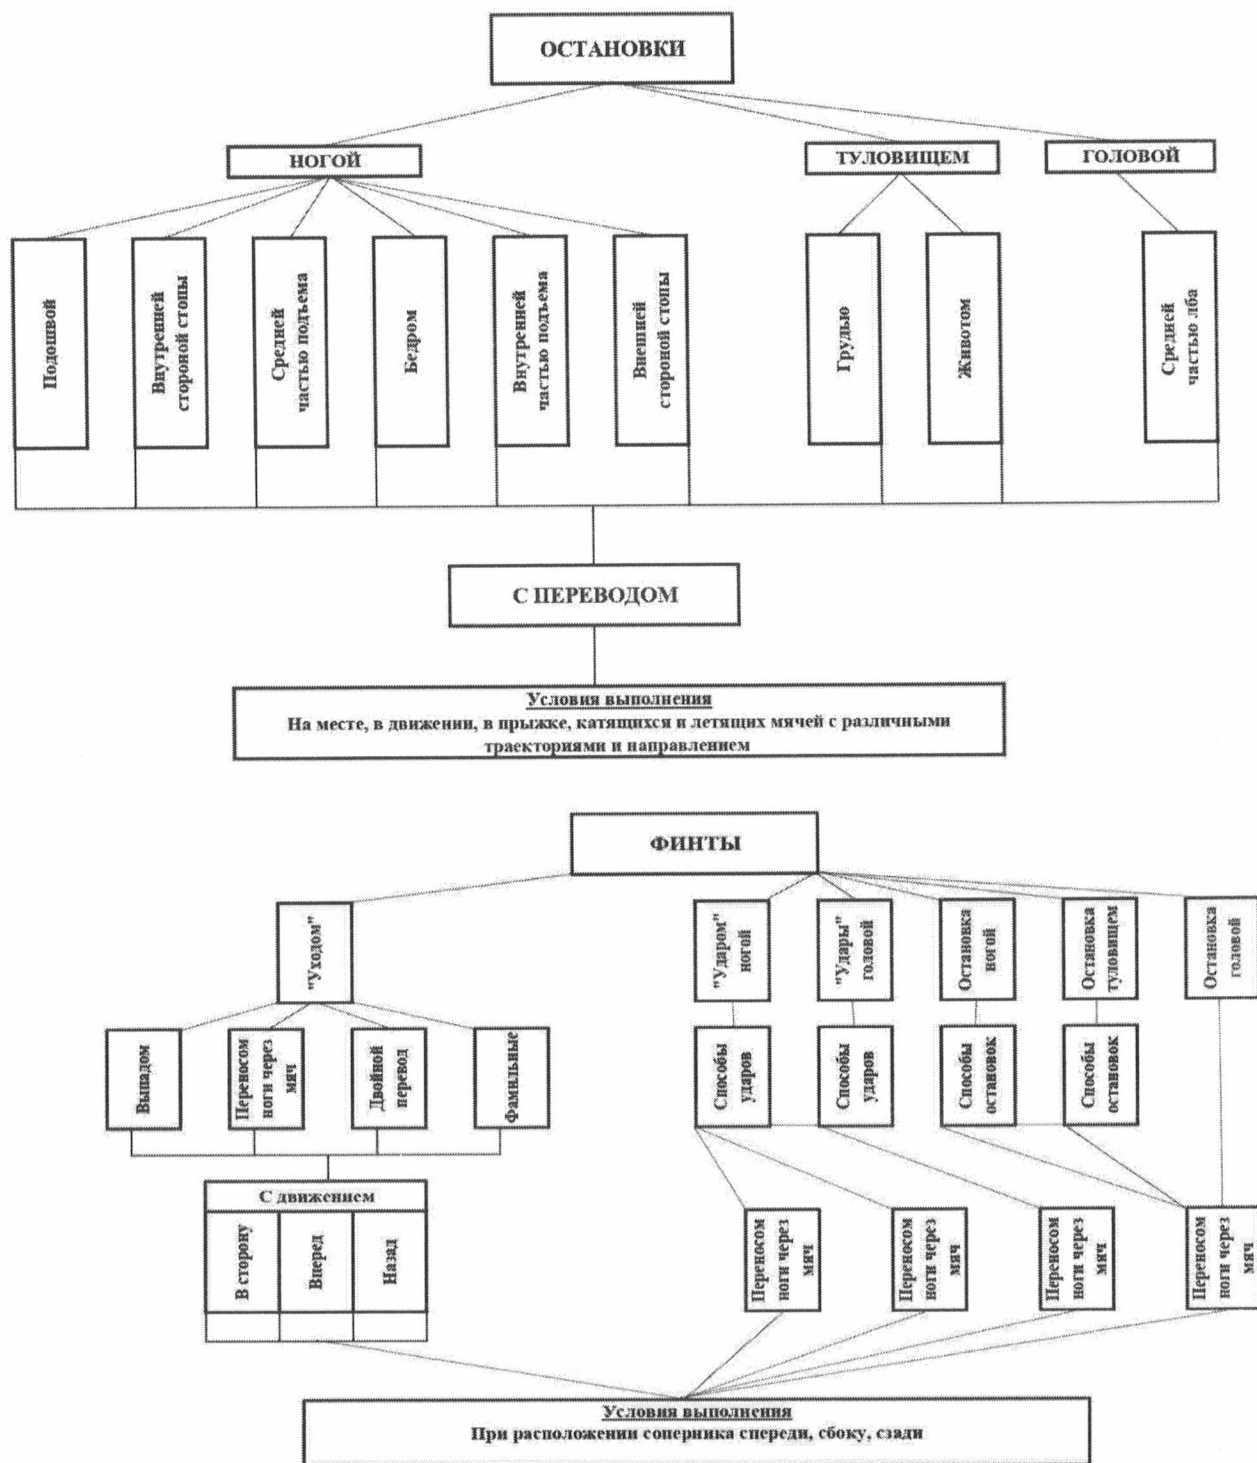 ОСТАНОВКИ
НОГОЙ
ТУЛОВИЩЕМ
ГОЛОВОЙ
Подошвой
Внутренней
стороной стопы
Средней
частью подъема
Бедром
Внутренней
частью подъема
Внешней
стороной стопы
Грудью
Животом
Средней
частью лба
С ПЕРЕВОДОМ
Условия выполнения
На месте, в движении, в прыжке, катящихся и летящих мячей с различными
траекториями и направлением
ФИНТЫ
"Уходом"
"Ударом"
ногой
"Удары"
головой
Остановка
ногой
Остановка
туловищем
Остановка
головой
Выпадом
Переносом
ноги через
мяч
Двойной
перевод
Фамильные
Способы
ударов
Способы
ударов
Способы
остановок
Способы
остановок
С движением
В сторону
Вперед
Назад
Переносом
ноги через
мяч
Переносом
ноги через
мяч
Переносом
ноги через
мяч
Переносом
ноги через
мяч
Условия выполнения
При расположении соперника спереди, сбоку, сзади